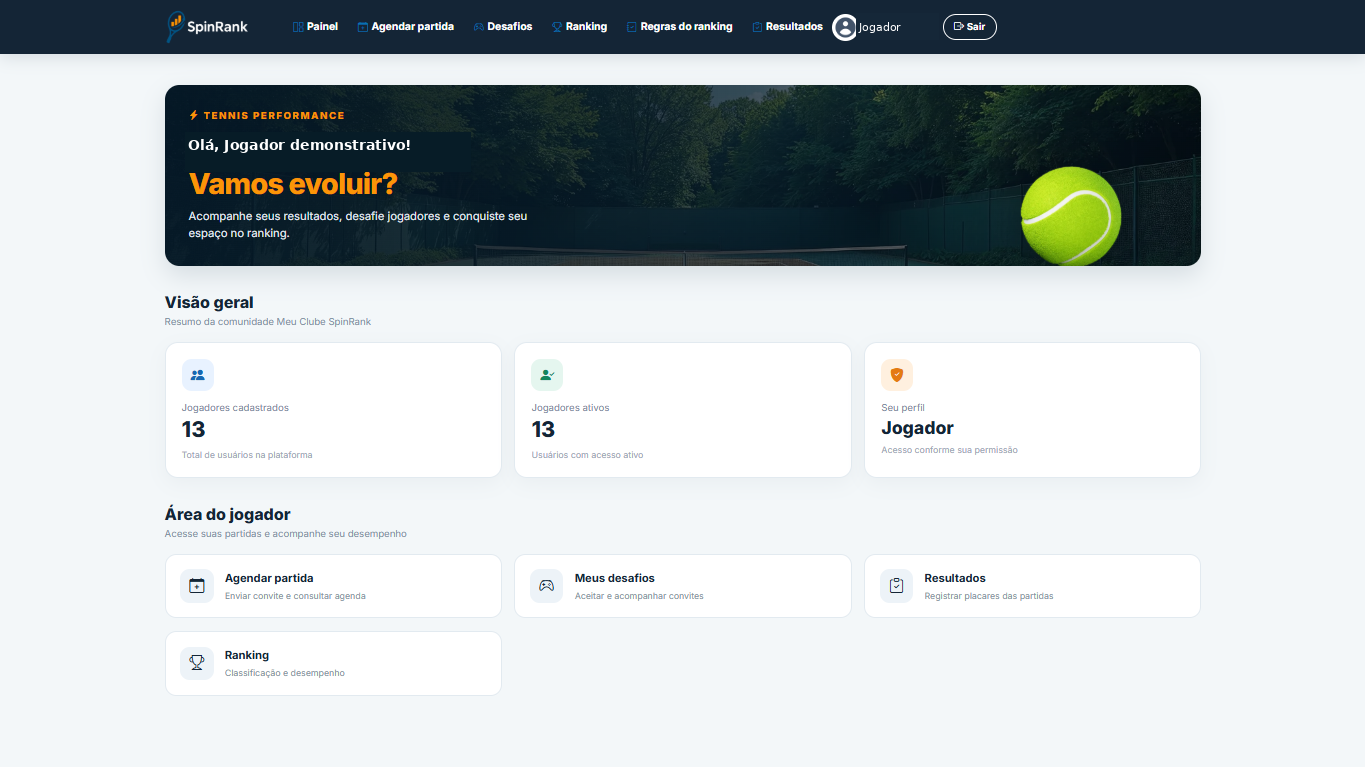 SpinRank Painel Agendar partida Desafios Ranking Regras do ranking Resultados Jogador Sair
TENNIS PERFORMANCE
Olá, Jogador demonstrativo!
Vamos evoluir?
Acompanhe seus resultados, desafie jogadores e conquiste seu
espaço no ranking.
Visão geral
Resumo da comunidade Meu Clube SpinRank
Jogadores cadastrados
13
Total de usuários na plataforma
Jogadores ativos
13
Usuários com acesso ativo
Seu perfil
Jogador
Acesso conforme sua permissão
Área do jogador
Acesse suas partidas e acompanhe seu desempenho
Agendar partida
Enviar convite e consultar agenda
Meus desafios
Aceitar e acompanhar convites
Resultados
Registrar placares das partidas
Ranking
Classificação e desempenho